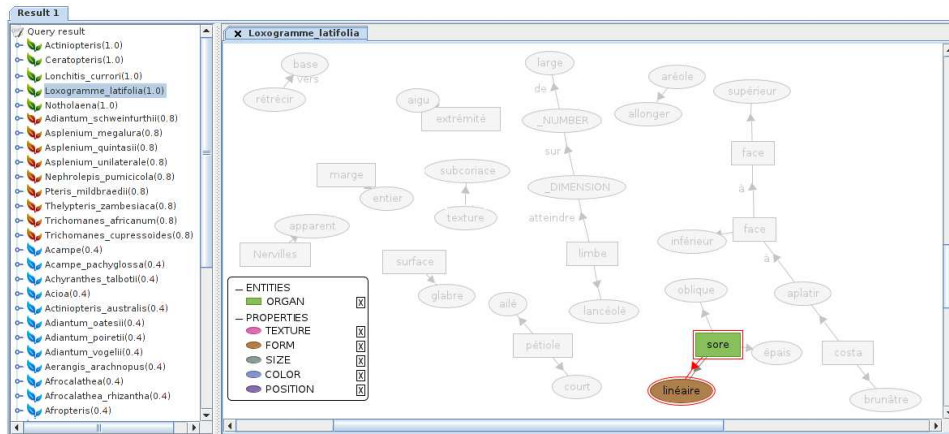 Result 1
Query result
Actiniopteris(1.0)
Ceratopteris(1.0)
Lonchitis_currori(1.0)
Loxogramme_latifolia(1.0)
Notholaena(1.0)
Adiantum_schweinfurthii(0.8)
Asplenium_megalura(0.8)
Asplenium_quintasii(0.8)
Asplenium_unilaterale(0.8)
Nephrolepis_pumicicola(0.8)
Pteris_mildbraedii(0.8)
Thelypteris_zambesiaca(0.8)
Trichomanes_africanum(0.8)
Trichomanes_cupressoides(0.8)
Acampe(0.4)
Acampe_pachyglossa(0.4)
Achyranthes_talbotii(0.4)
Acioa(0.4)
Actiniopteris_australis(0.4)
Adiantum_oatesii(0.4)
Adiantum_poiretii(0.4)
Adiantum_vogelii(0.4)
Aerangis_arachnopus(0.4)
Afrocalathea(0.4)
Afrocalathea_rhizantha(0.4)
Afropteris(0.4)
X Loxogramme_latifolia
base
vers
rétrécir
aigu
extrémité
large
de
_NUMBER
sur
_DIMENSION
atteindre
limbe
lancéolé
aréole
allonger
supérieur
face
à
face
inférieur
à
aplatir
costa
brunâtre
marge
entier
subcoriace
texture
apparent
Nervilles
surface
glabre
ailé
pétiole
court
oblique
sore
épais
linéaire
— ENTITIES
ORGAN X
— PROPERTIES
TEXTURE X
FORM X
SIZE X
COLOR X
POSITION X